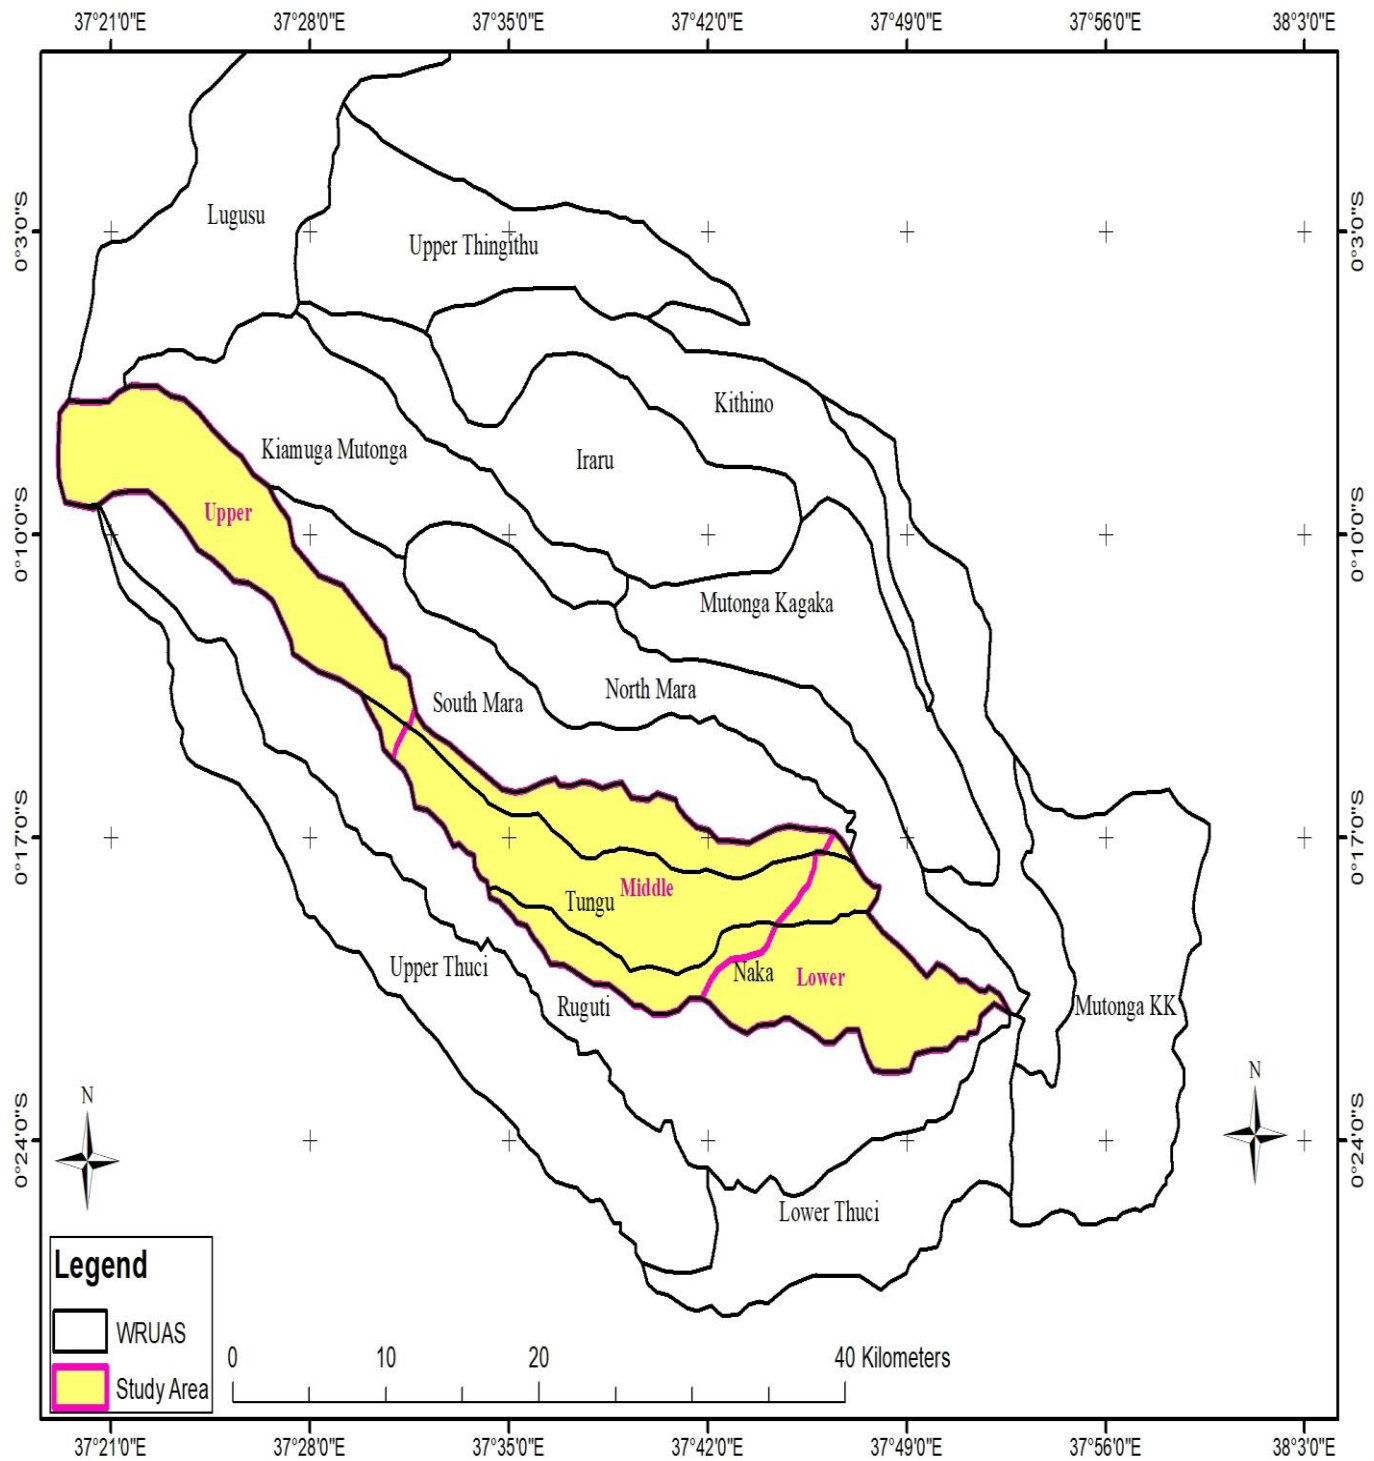 37°21'0"E 37°28'0"E 37°35'0"E 37°42'0"E 37°49'0"E 37°56'0"E 38°3'0"E
Lugusu
0°3'0"S 0°3'0"S
Upper Thingithu
Kithino
Kiamuga Mutonga
Iraru
Upper
0°10'0"S 0°10'0"S
Mutonga Kagaka
North Mara
South Mara
0°17'0"S 0°17'0"S
Middle
Tungu
Upper Thuci
Naka
Lower
Ruguti
Mutonga KK
N
N
0°24'0"S 0°24'0"S
Lower Thuci
Legend
WRUAS
Study Area
0 10 20 40 Kilometers
37°21'0"E 37°28'0"E 37°35'0"E 37°42'0"E 37°49'0"E 37°56'0"E 38°3'0"E